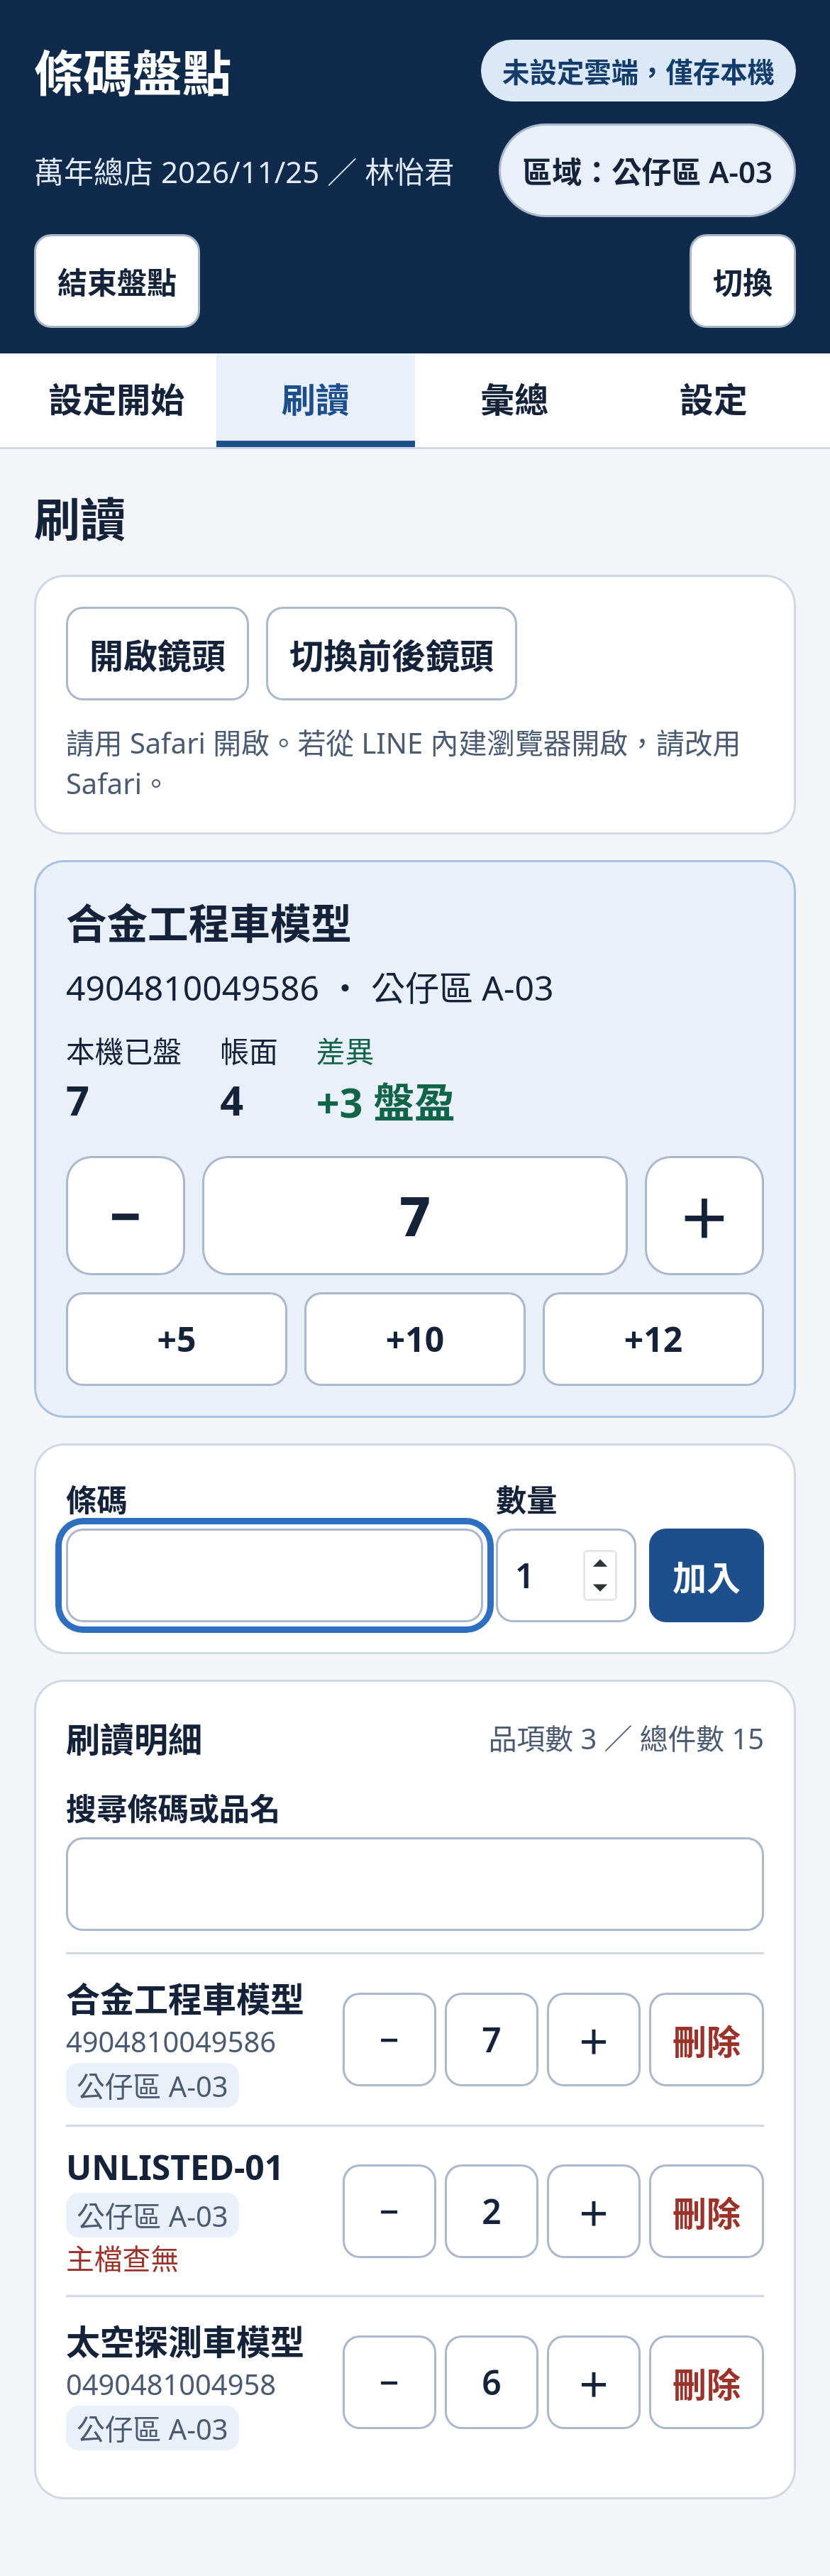 條碼盤點
未設定雲端，僅存本機
萬年總店 2026/11/25 ／ 林怡君
區域：公仔區 A-03
結束盤點
切換
設定開始
刷讀
彙總
設定
刷讀
開啟鏡頭
切換前後鏡頭
請用 Safari 開啟。若從 LINE 內建瀏覽器開啟，請改用
Safari。
合金工程車模型
4904810049586 ・ 公仔區 A-03
本機已盤 帳面 差異
7 4 +3 盤盈
− 7 ＋
+5 +10 +12
條碼 數量
1 加入
刷讀明細
品項數 3 ／ 總件數 15
搜尋條碼或品名
合金工程車模型
4904810049586
公仔區 A-03
− 7 ＋ 刪除
UNLISTED-01
公仔區 A-03
主檔查無
− 2 ＋ 刪除
太空探測車模型
0490481004958
公仔區 A-03
− 6 ＋ 刪除